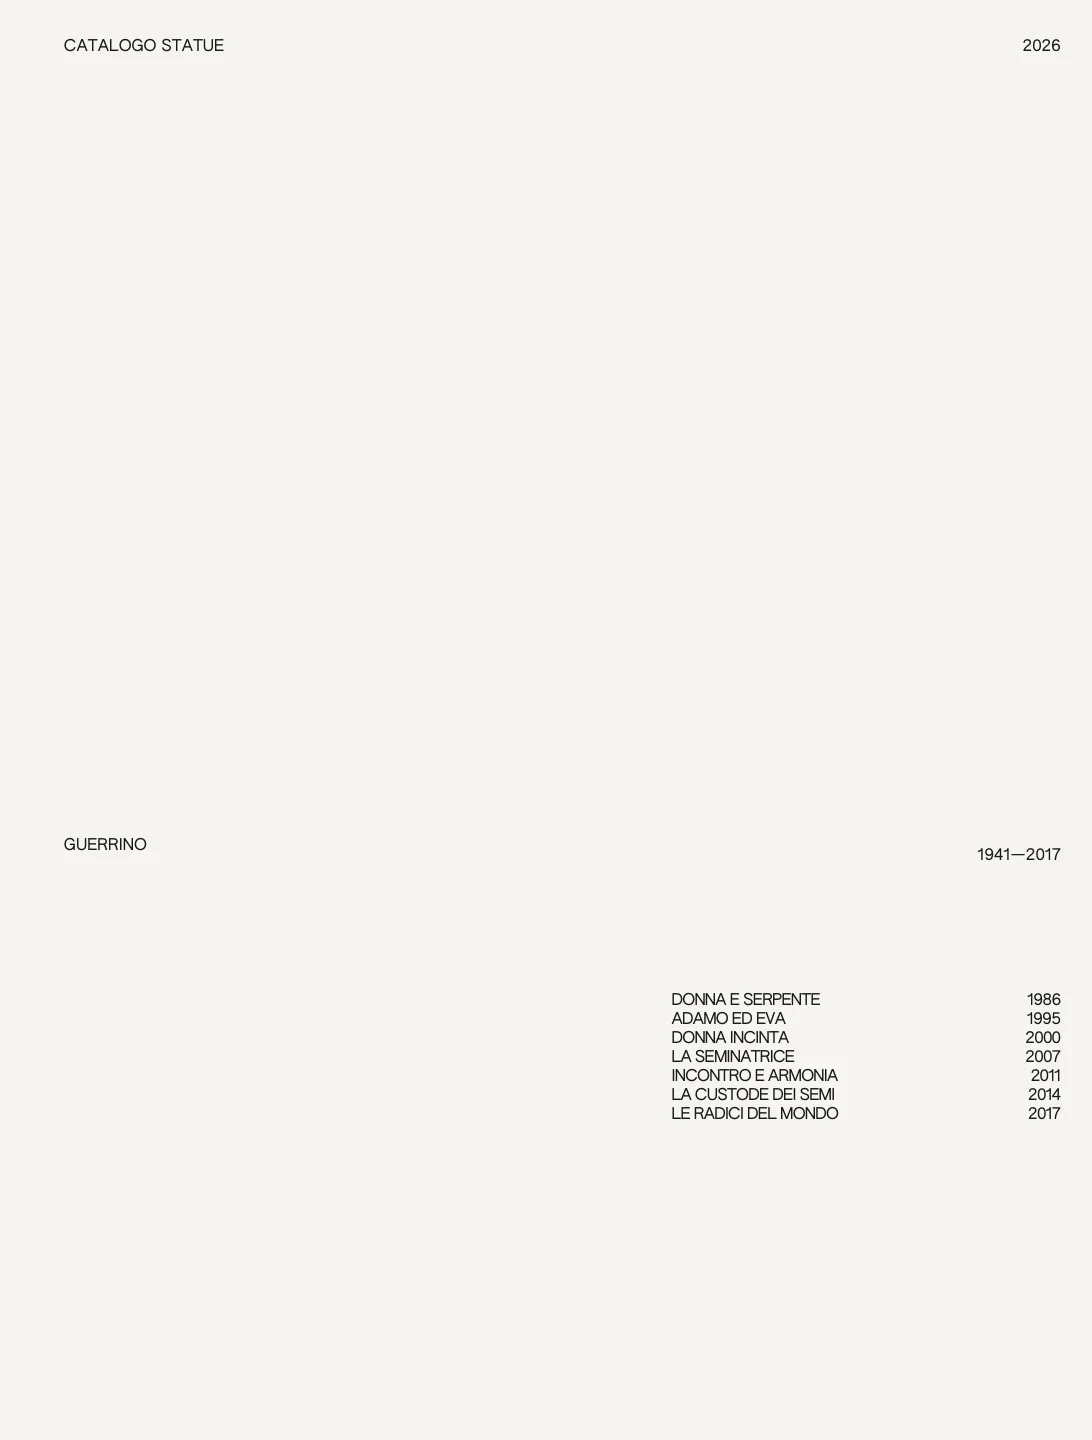 CATALOGO STATUE 2026
GUERRINO 1941—2017
DONNA E SERPENTE 1986
ADAMO ED EVA 1995
DONNA INCINTA 2000
LA SEMINATRICE 2007
INCONTRO E ARMONIA 2011
LA CUSTODE DEI SEMI 2014
LE RADICI DEL MONDO 2017